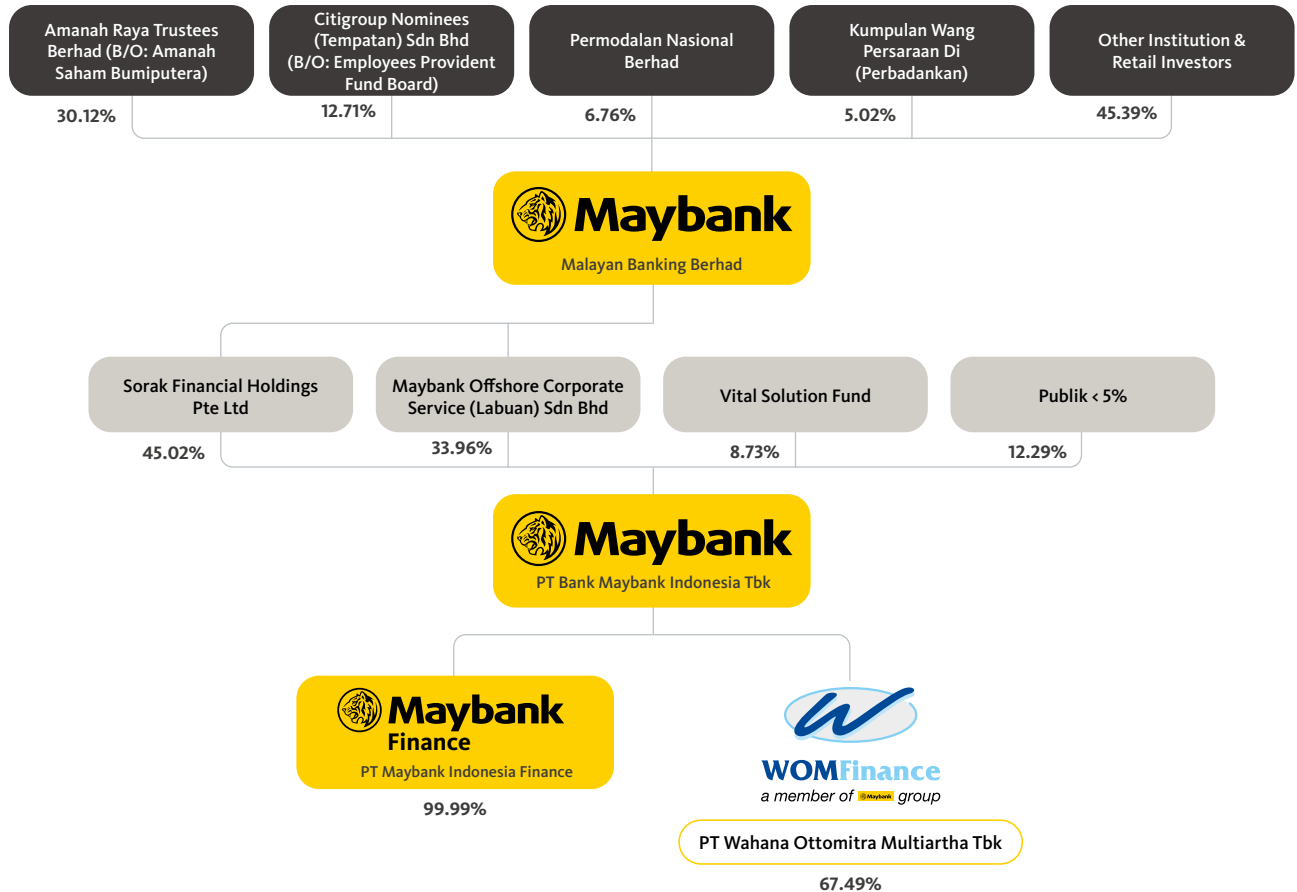 Amanah Raya Trustees
Berhad (B/O: Amanah
Saham Bumiputera)
Citigroup Nominees
(Tempatan) Sdn Bhd
(B/O: Employees Provident
Fund Board)
Permodalan Nasional
Berhad
Kumpulan Wang
Persaraan Di
(Perbadankan)
Other Institution &
Retail Investors
30.12%
12.71%
6.76%
5.02%
45.39%
Maybank
Malayan Banking Berhad
Sorak Financial Holdings
Pte Ltd
Maybank Offshore Corporate
Service (Labuan) Sdn Bhd
Vital Solution Fund
Publik < 5%
45.02%
33.96%
8.73%
12.29%
Maybank
PT Bank Maybank Indonesia Tbk
Maybank
Finance
PT Maybank Indonesia Finance
99.99%
W
WOMFinance
a member of Maybank group
PT Wahana Ottomitra Multiartha Tbk
67.49%